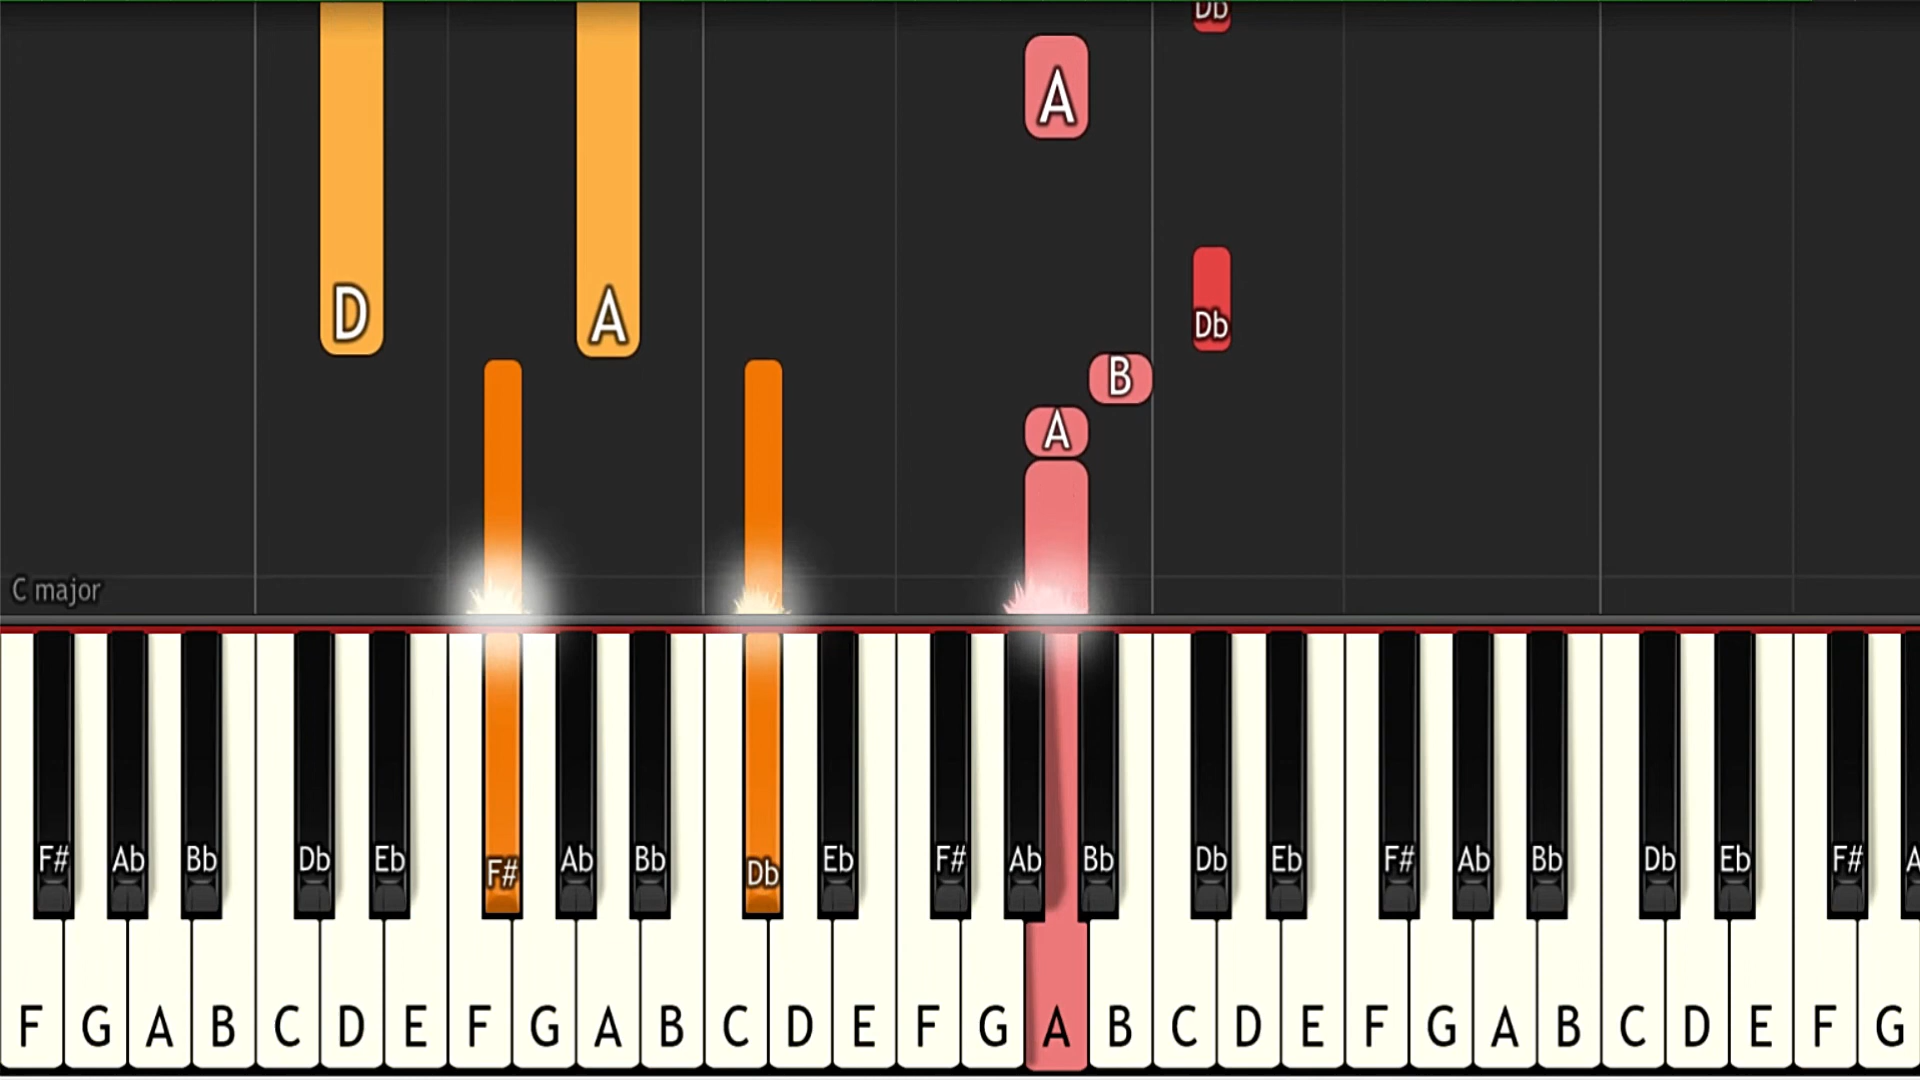 Db
A
D A Db
B
A
C major
F# Ab Bb Db Eb F# Ab Bb Db Eb F# Ab Bb Db Eb F# Ab Bb Db Eb F# A
F G A B C D E F G A B C D E F G A B C D E F G A B C D E F G